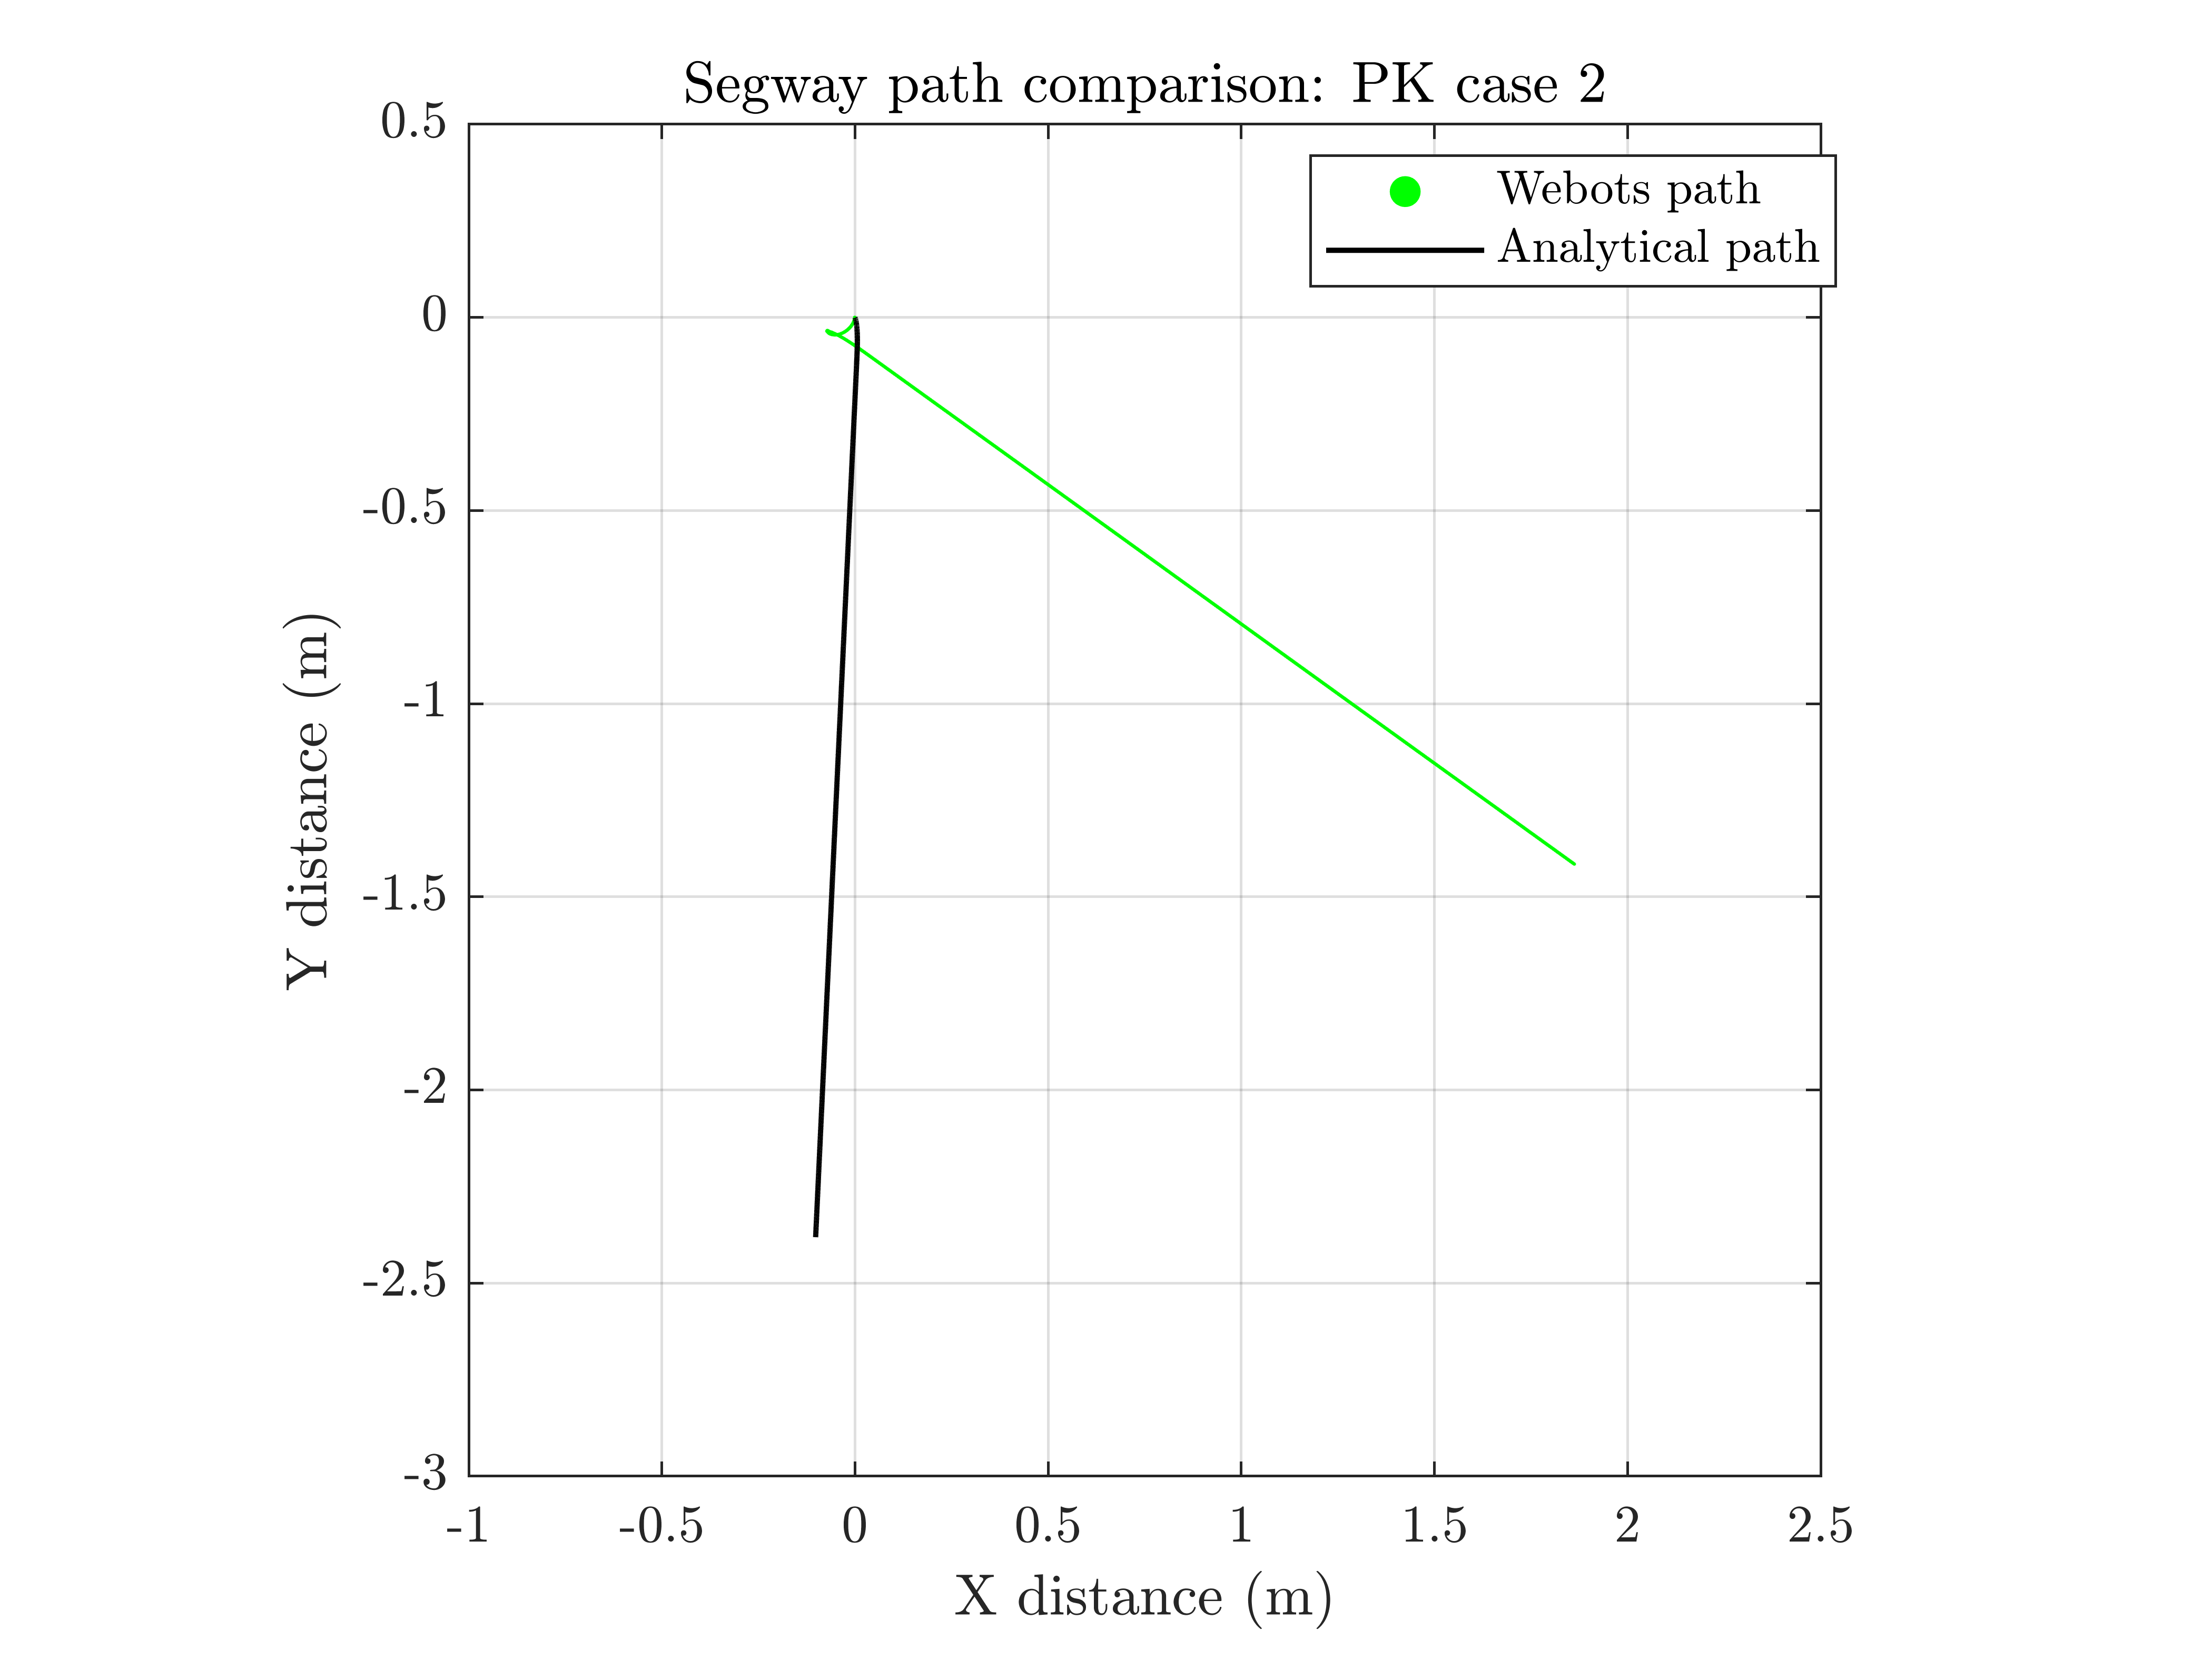 Segway path comparison: PK case 2
Webots path
Analytical path
0.5
0
-0.5
-1
-1.5
-2
-2.5
-3
Y distance (m)
-1 -0.5 0 0.5 1 1.5 2 2.5
X distance (m)